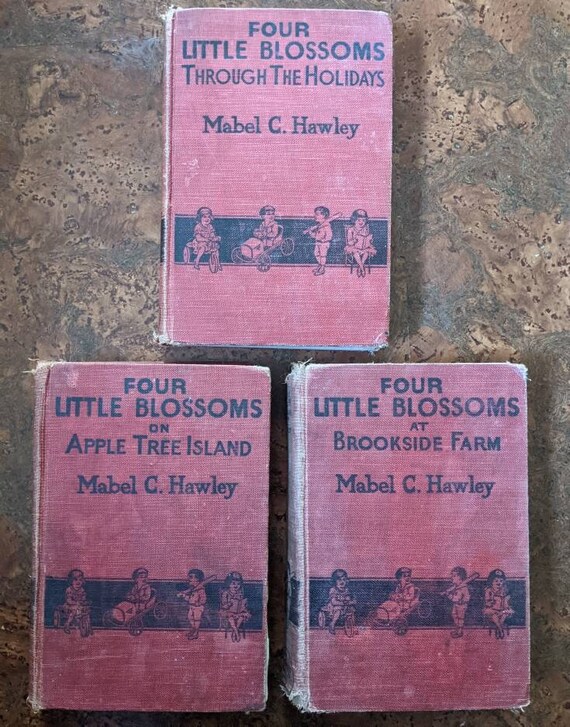 FOUR
LITTLE BLOSSOMS
THROUGH THE HOLIDAYS
Mabel C. Hawley
FOUR
LITTLE BLOSSOMS
ON
APPLE TREE ISLAND
Mabel C. Hawley
FOUR
LITTLE BLOSSOMS
AT
BROOKSIDE FARM
Mabel C. Hawley